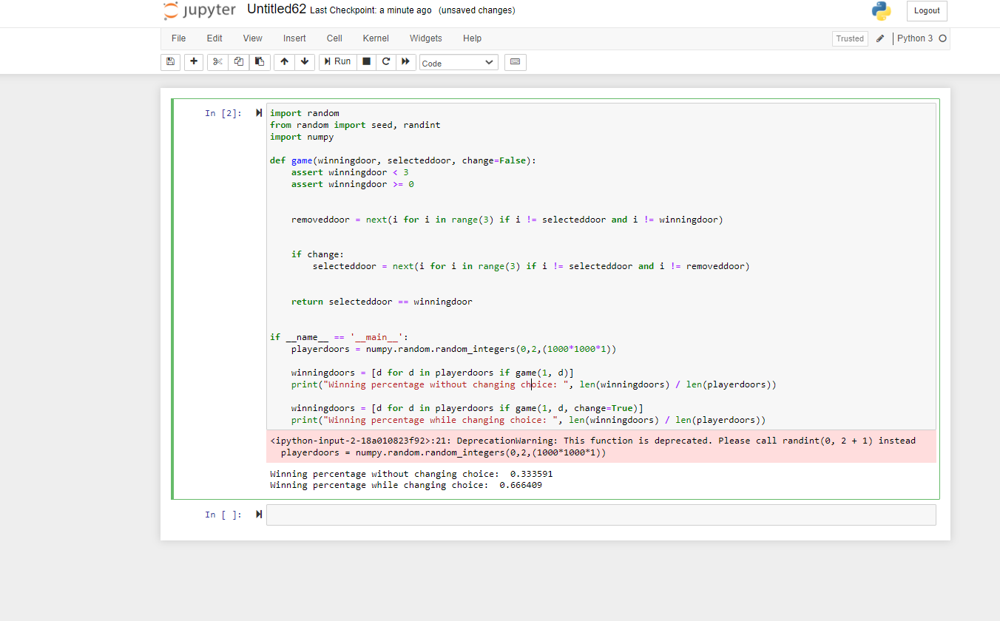 jupyter Untitled62 Last Checkpoint: a minute ago (unsaved changes) Logout
File Edit View Insert Cell Kernel Widgets Help Trusted Python 3
Run Code
In [2]:
import random
from random import seed, randint
import numpy
def game(winningdoor, selecteddoor, change=False):
    assert winningdoor < 3
    assert winningdoor >= 0
    removeddoor = next(i for i in range(3) if i != selecteddoor and i != winningdoor)
    if change:
        selecteddoor = next(i for i in range(3) if i != selecteddoor and i != removeddoor)
    return selecteddoor == winningdoor
if __name__ == '__main__':
    playerdoors = numpy.random.random_integers(0,2,(1000*1000*1))
    winningdoors = [d for d in playerdoors if game(1, d)]
    print("Winning percentage without changing choice: ", len(winningdoors) / len(playerdoors))
    winningdoors = [d for d in playerdoors if game(1, d, change=True)]
    print("Winning percentage while changing choice: ", len(winningdoors) / len(playerdoors))
<ipython-input-2-18a010823f92>:21: DeprecationWarning: This function is deprecated. Please call randint(0, 2 + 1) instead
  playerdoors = numpy.random.random_integers(0,2,(1000*1000*1))
Winning percentage without changing choice:  0.333591
Winning percentage while changing choice:  0.666409
In [ ]: